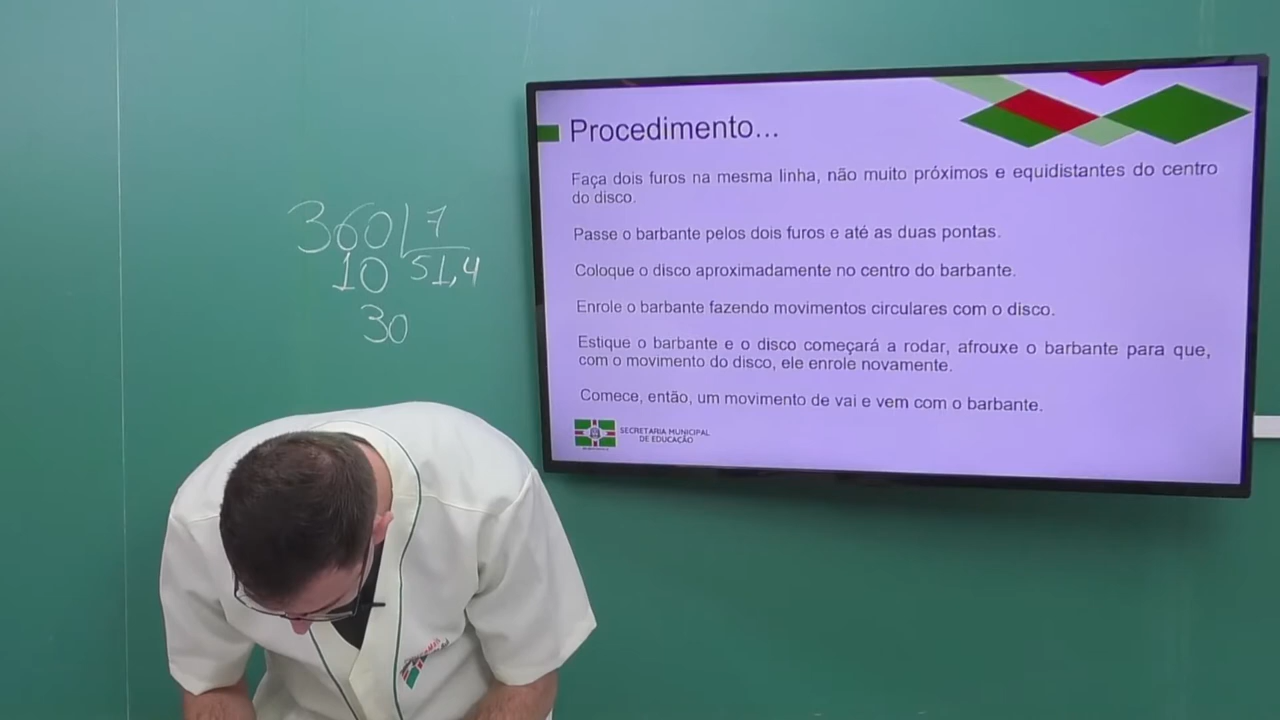 360 7
10 51,4
30
Procedimento...
Faça dois furos na mesma linha, não muito próximos e equidistantes do centro
do disco.
Passe o barbante pelos dois furos e até as duas pontas.
Coloque o disco aproximadamente no centro do barbante.
Enrole o barbante fazendo movimentos circulares com o disco.
Estique o barbante e o disco começará a rodar, afrouxe o barbante para que,
com o movimento do disco, ele enrole novamente.
Comece, então, um movimento de vai e vem com o barbante.
SECRETARIA MUNICIPAL
DE EDUCAÇÃO